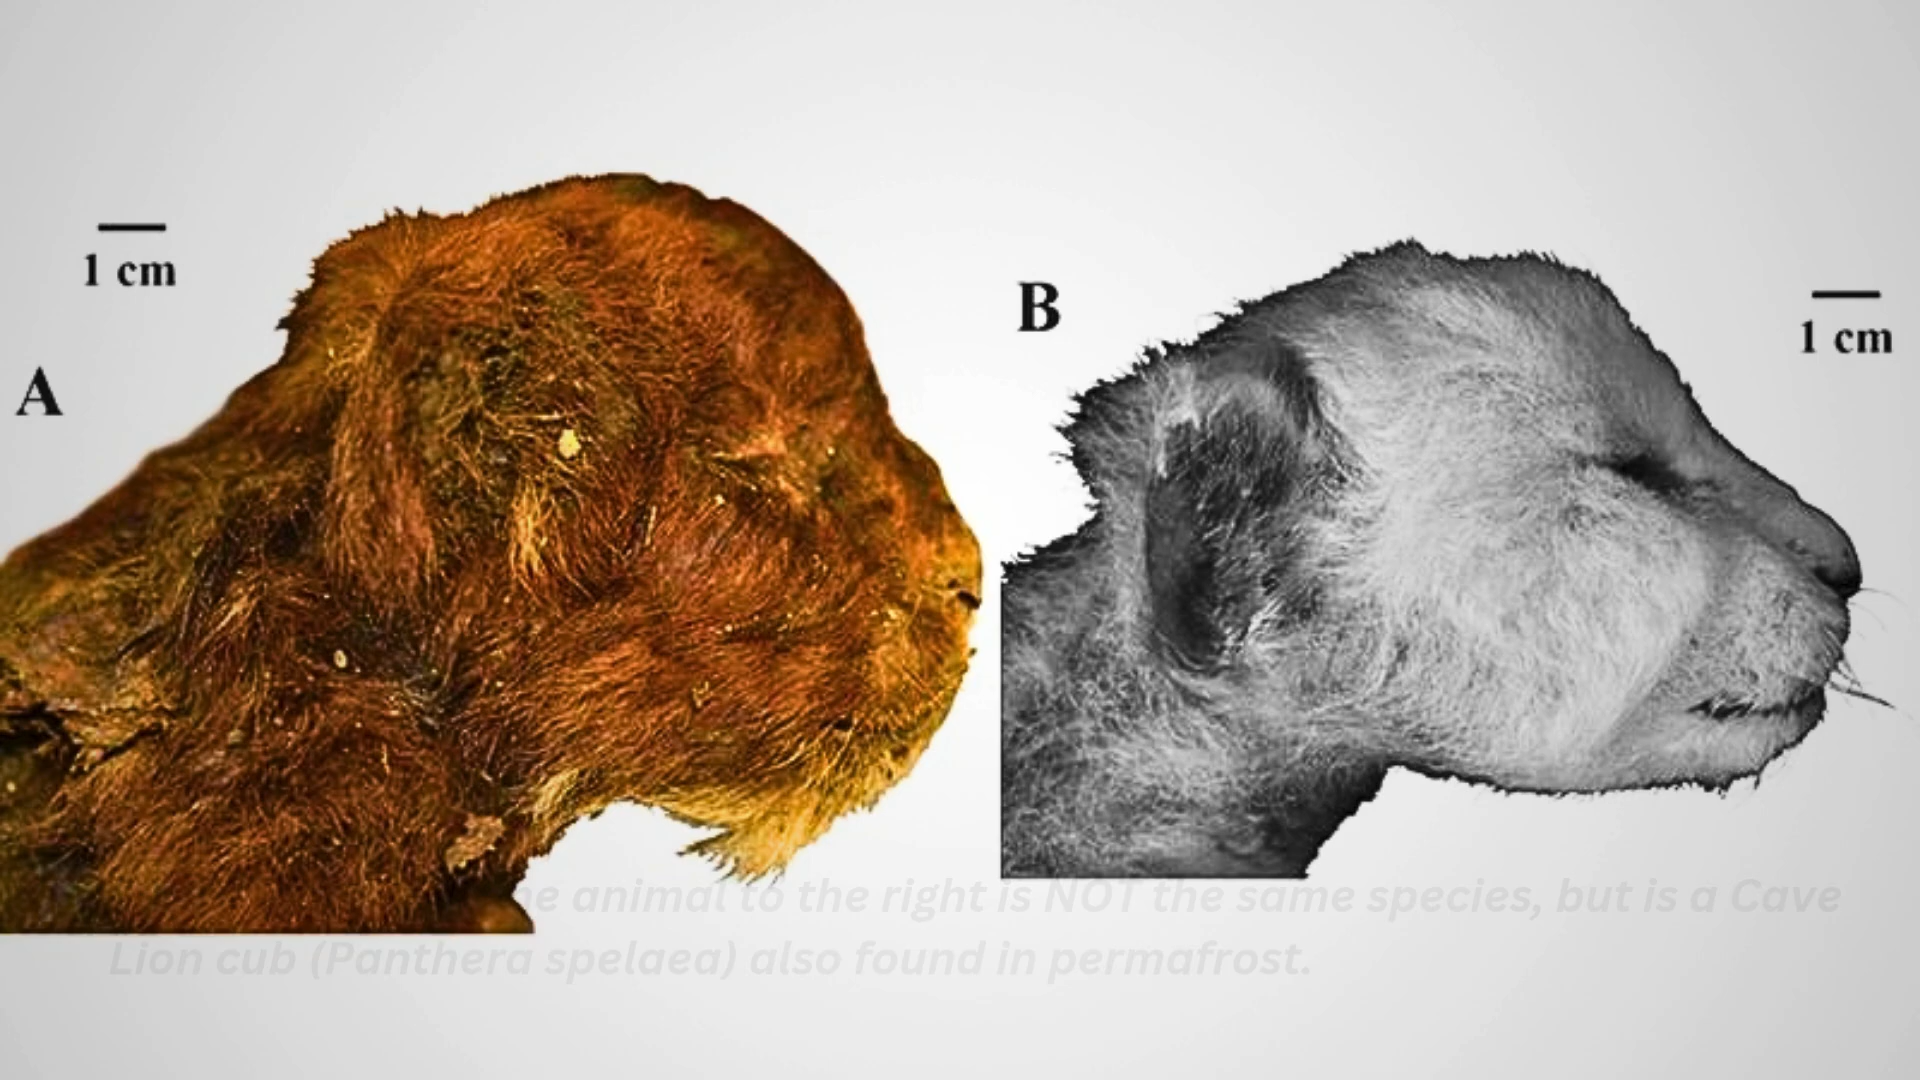 1 cm
A
B
1 cm
animal to the right is NOT the same species, but is a Cave
Lion cub (Panthera spelaea) also found in permafrost.